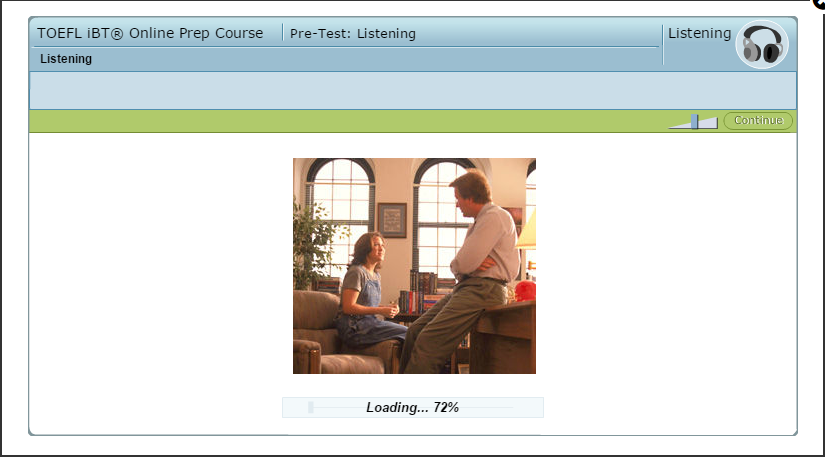 TOEFL iBT® Online Prep Course
Pre-Test: Listening
Listening
Listening
Continue
Loading... 72%